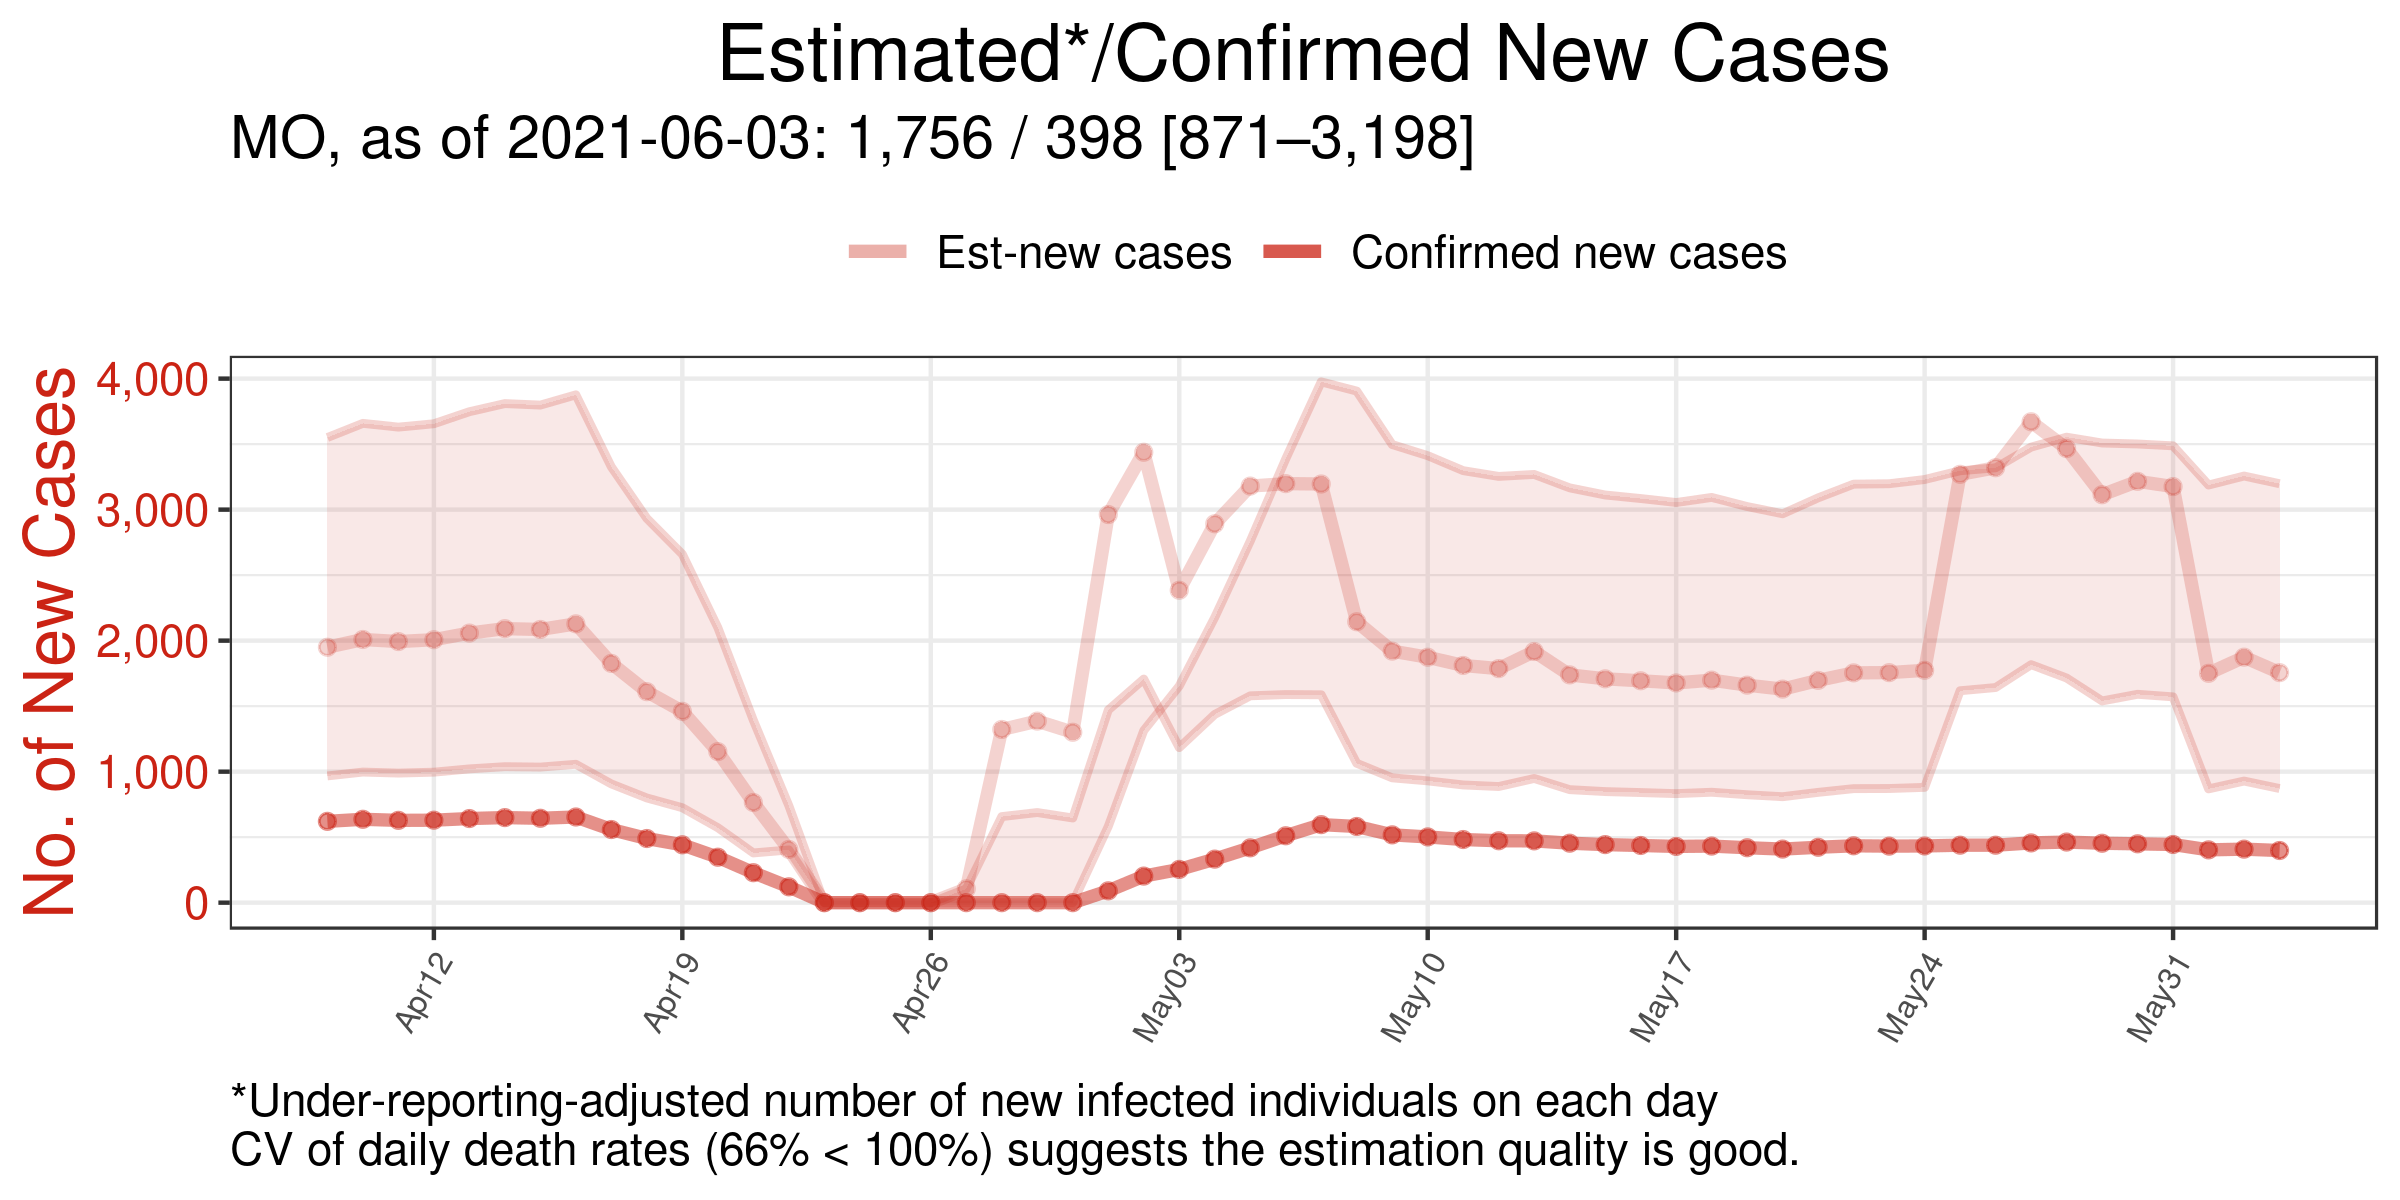 Estimated*/Confirmed New Cases
MO, as of 2021-06-03: 1,756 / 398 [871–3,198]
Est-new cases
Confirmed new cases
No. of New Cases
4,000
3,000
2,000
1,000
0
Apr12
Apr19
Apr26
May03
May10
May17
May24
May31
*Under-reporting-adjusted number of new infected individuals on each day
CV of daily death rates (66% < 100%) suggests the estimation quality is good.